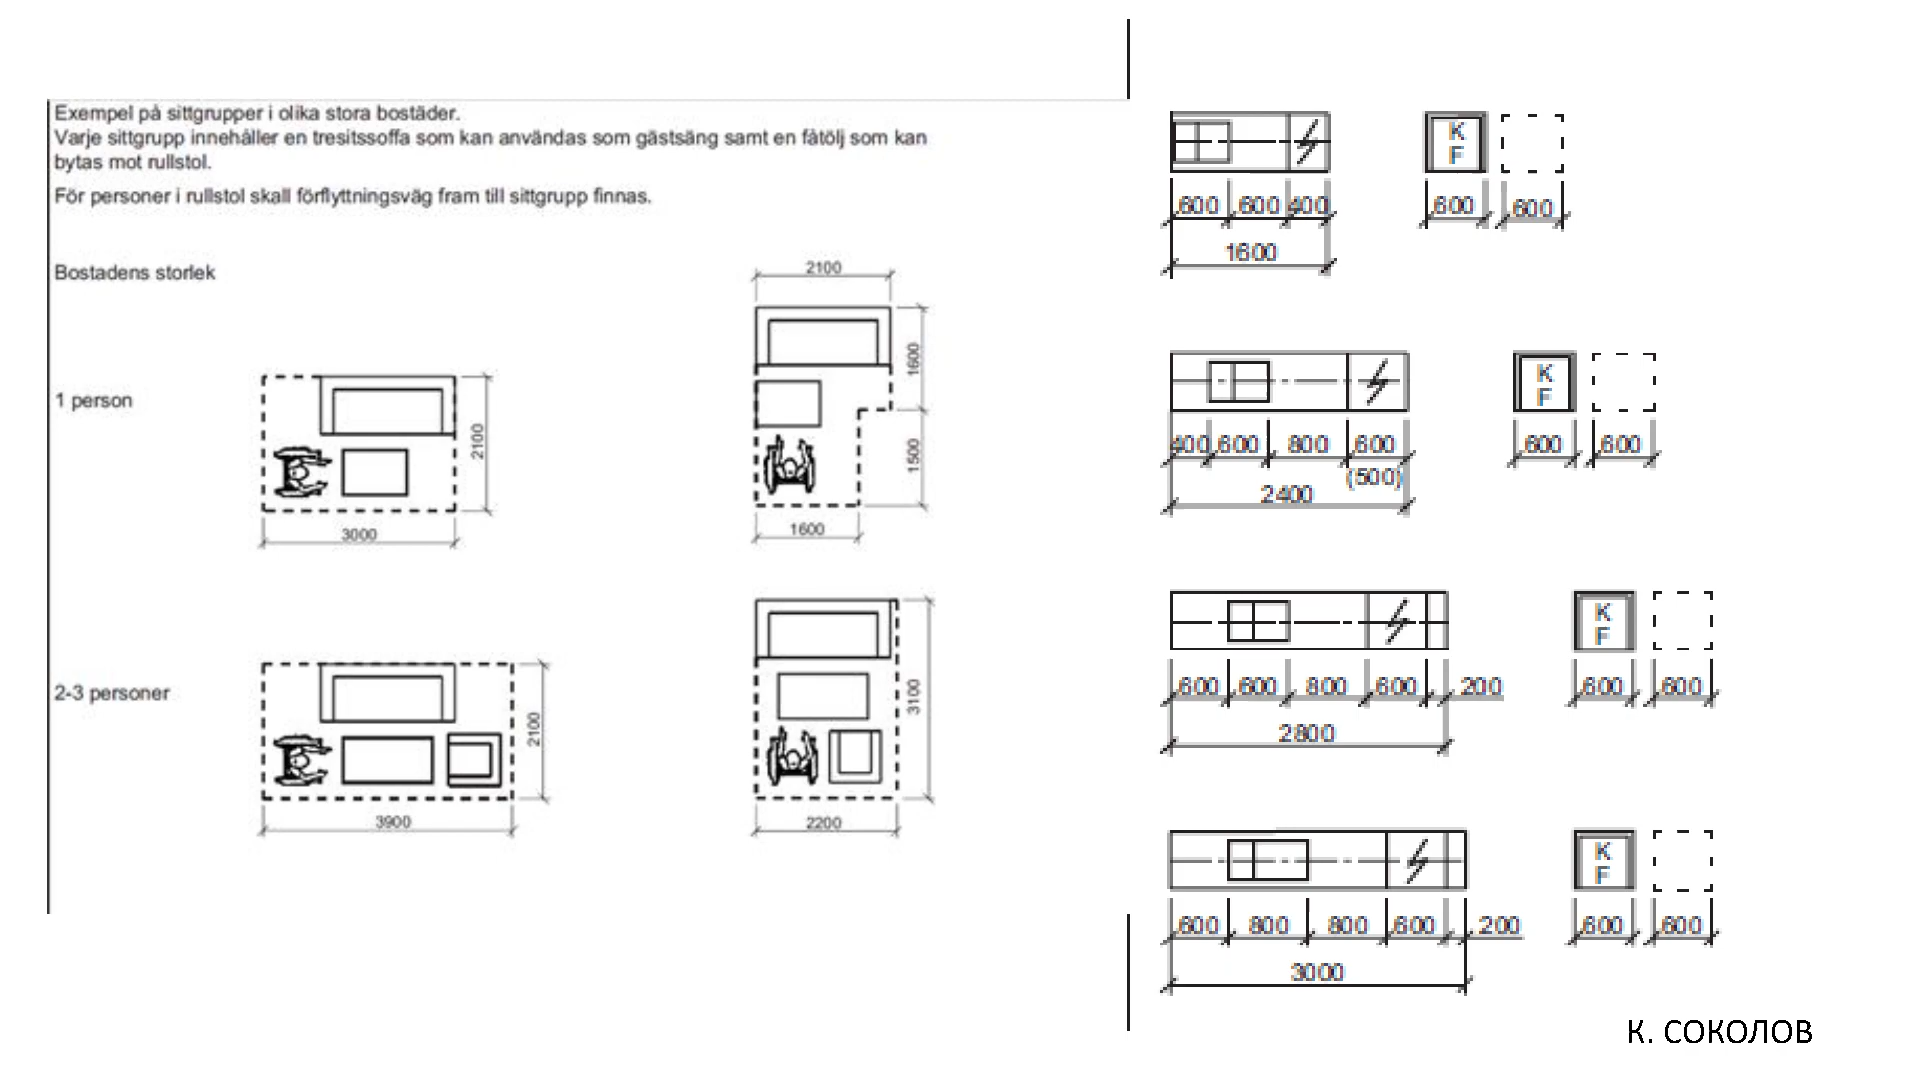 Exempel på sittgrupper i olika stora bostäder.
Varje sittgrupp innehåller en tresitssoffa som kan användas som gästsäng samt en fåtölj som kan
bytas mot rullstol.
För personer i rullstol skall förflyttningsväg fram till sittgrupp finnas.
Bostadens storlek
2100
1600
1 person
2100
1500
3000
1600
2-3 personer
3100
2100
3900
2200
K
F
600 600 400 600 600
1600
K
F
400 600 800 600 600 600
(500)
2400
K
F
600 600 800 600 200 600 600
2800
K
F
600 800 800 600 200 600 600
3000
К. СОКОЛОВ